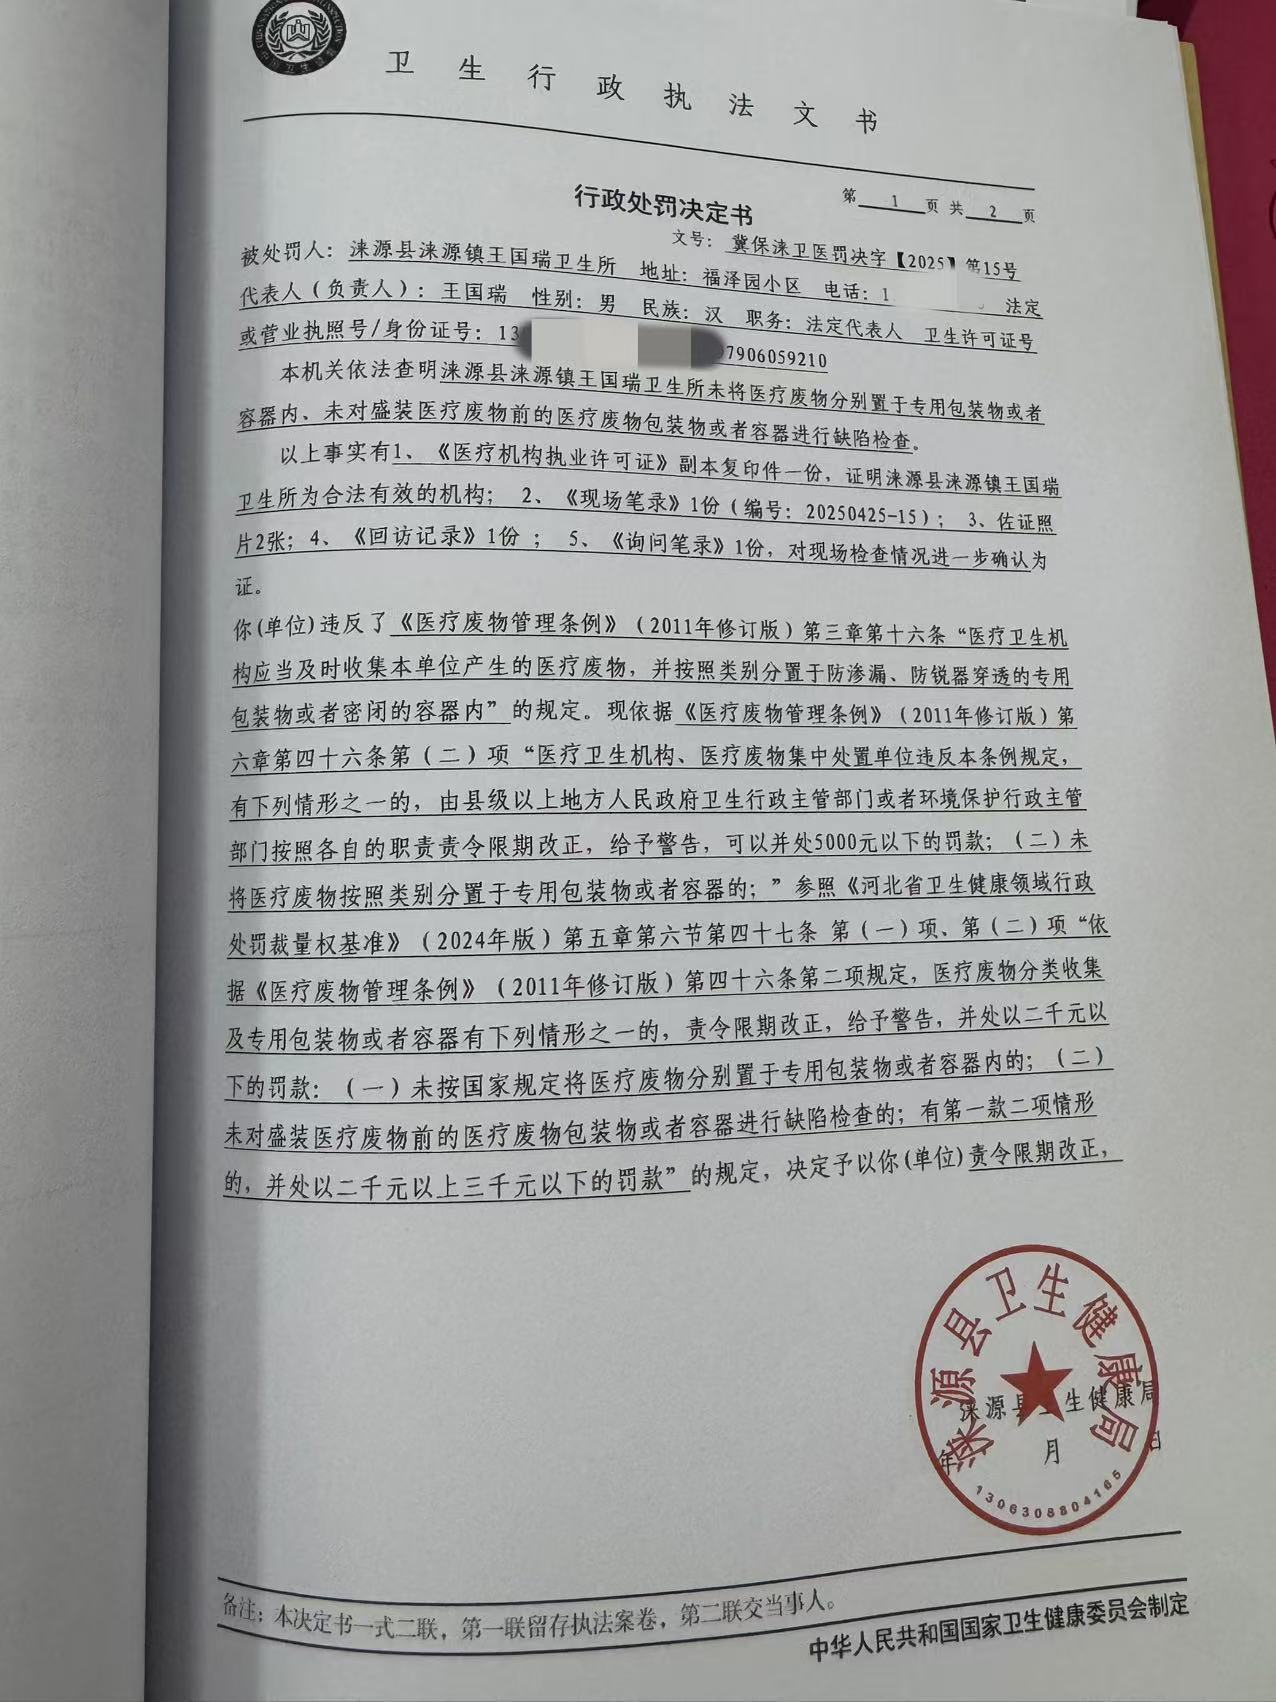 卫生行政执法文书
行政处罚决定书
第 1 页 共 2 页
文号：冀保涞卫医罚决字【2025】第15号
被处罚人：涞源县涞源镇王国瑞卫生所 地址：福泽园小区 电话：1
代表人（负责人）：王国瑞 性别：男 民族：汉 职务：法定代表人 卫生许可证号 法定
或营业执照号/身份证号：13 7906059210
本机关依法查明涞源县涞源镇王国瑞卫生所未将医疗废物分别置于专用包装物或者
容器内、未对盛装医疗废物前的医疗废物包装物或者容器进行缺陷检查。
以上事实有1、《医疗机构执业许可证》副本复印件一份，证明涞源县涞源镇王国瑞
卫生所为合法有效的机构； 2、《现场笔录》1份（编号：20250425-15）； 3、佐证照
片2张；4、《回访记录》1份 ； 5、《询问笔录》1份，对现场检查情况进一步确认为
证。
你(单位)违反了《医疗废物管理条例》（2011年修订版）第三章第十六条“医疗卫生机
构应当及时收集本单位产生的医疗废物，并按照类别分置于防渗漏、防锐器穿透的专用
包装物或者密闭的容器内”的规定。现依据《医疗废物管理条例》（2011年修订版）第
六章第四十六条第（二）项“医疗卫生机构、医疗废物集中处置单位违反本条例规定，
有下列情形之一的，由县级以上地方人民政府卫生行政主管部门或者环境保护行政主管
部门按照各自的职责责令限期改正，给予警告，可以并处5000元以下的罚款；（二）未
将医疗废物按照类别分置于专用包装物或者容器的；”参照《河北省卫生健康领域行政
处罚裁量权基准》（2024年版）第五章第六节第四十七条 第（一）项、第（二）项“依
据《医疗废物管理条例》（2011年修订版）第四十六条第二项规定，医疗废物分类收集
及专用包装物或者容器有下列情形之一的，责令限期改正，给予警告，并处以二千元以
下的罚款：（一）未按国家规定将医疗废物分别置于专用包装物或者容器内的；（二）
未对盛装医疗废物前的医疗废物包装物或者容器进行缺陷检查的；有第一款二项情形
的，并处以二千元以上三千元以下的罚款”的规定，决定予以你(单位)责令限期改正，
涞源县卫生健康局
涞源县卫生健康局
年 月 日
1306308804165
备注：本决定书一式二联，第一联留存执法案卷，第二联交当事人。
中华人民共和国国家卫生健康委员会制定